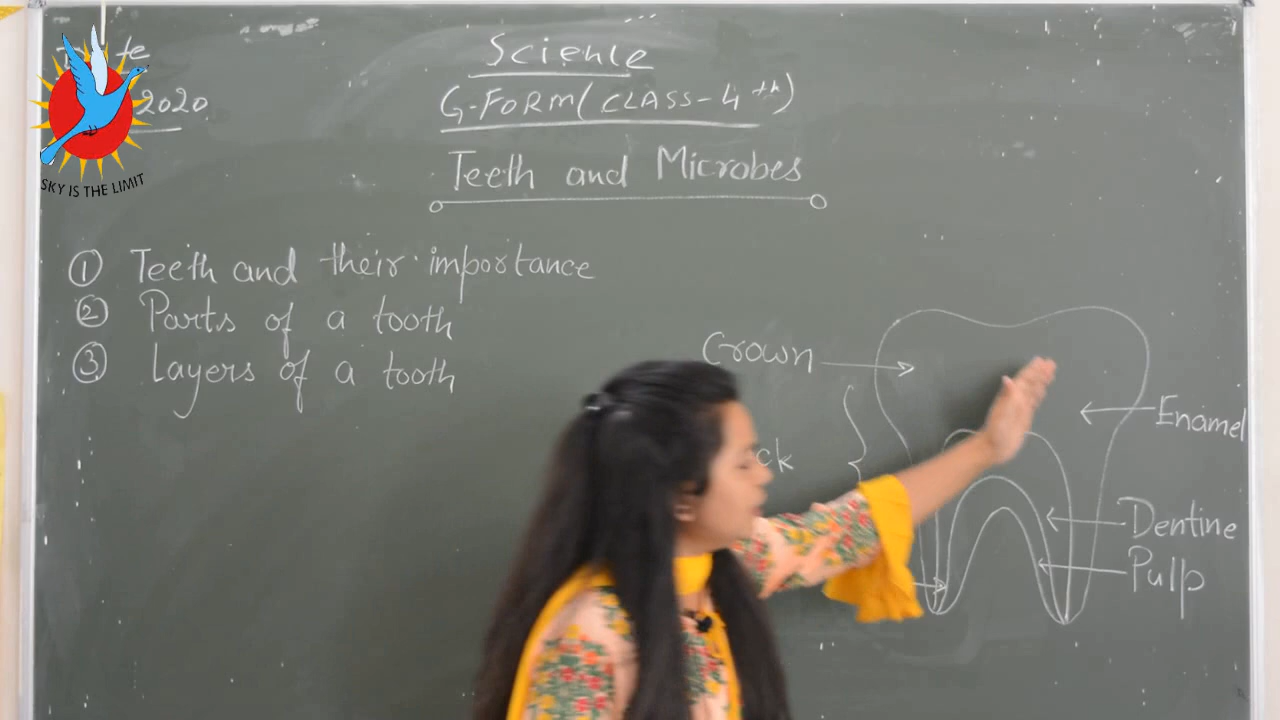 2020
SKY IS THE LIMIT
Science
G-FORM (CLASS-4th)
Teeth and Microbes
① Teeth and their importance
② Parts of a tooth
③ Layers of a tooth
Crown
Enamel
Dentine
Pulp